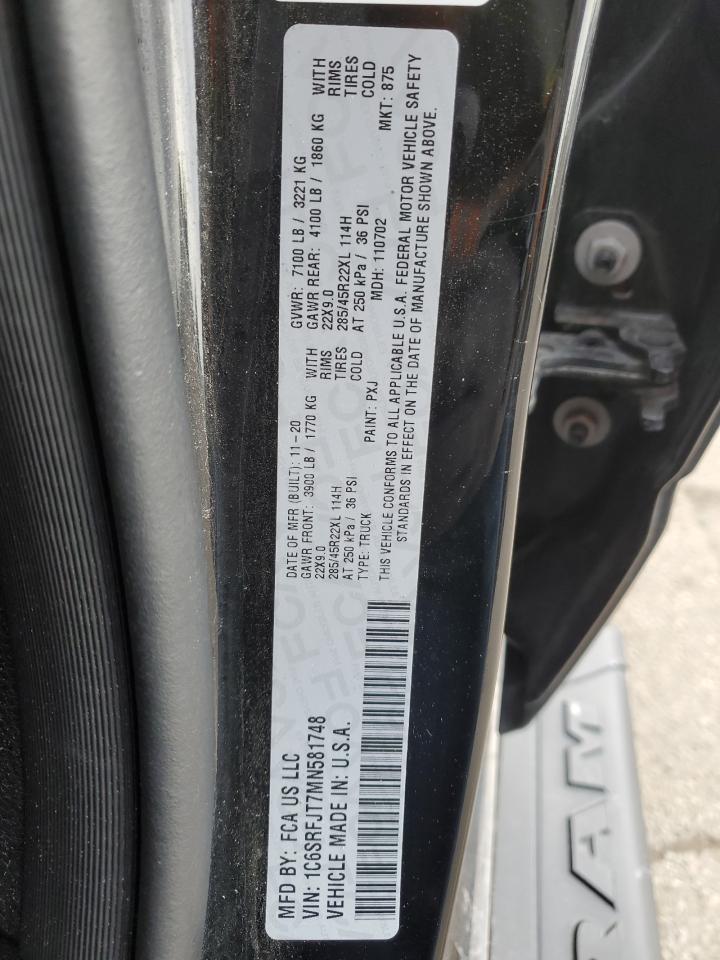 MFD BY: FCA US LLC
VIN: 1C6SRFJT7MN581748
VEHICLE MADE IN: U.S.A.
DATE OF MFR (BUILT): 11-20
GAWR FRONT: 3900 LB / 1770 KG WITH
22X9.0 RIMS
285/45R22XL 114H TIRES
AT 250 kPa / 36 PSI COLD
TYPE: TRUCK PAINT: PXJ
GVWR: 7100 LB / 3221 KG
GAWR REAR: 4100 LB / 1860 KG WITH
22X9.0 RIMS
285/45R22XL 114H TIRES
AT 250 kPa / 36 PSI COLD
MDH: 110702 MKT: 875
THIS VEHICLE CONFORMS TO ALL APPLICABLE U.S.A. FEDERAL MOTOR VEHICLE SAFETY
STANDARDS IN EFFECT ON THE DATE OF MANUFACTURE SHOWN ABOVE.
RAM